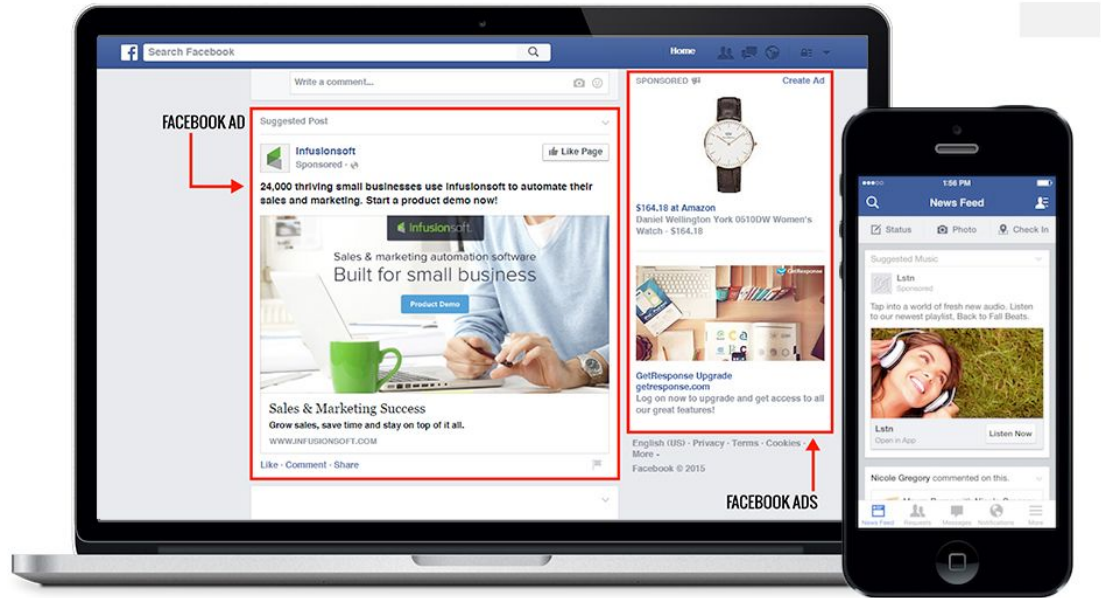 Search Facebook
Home
Write a comment...
FACEBOOK AD
Suggested Post
Infusionsoft
Sponsored ·
Like Page
24,000 thriving small businesses use Infusionsoft to automate their
sales and marketing. Start a product demo now!
Infusionsoft.
Sales & marketing automation software
Built for small business
Product Demo
Sales & Marketing Success
Grow sales, save time and stay on top of it all.
WWW.INFUSIONSOFT.COM
Like · Comment · Share
SPONSORED
Create Ad
$164.18 at Amazon
Daniel Wellington York 0510DW Women's
Watch - $164.18
GetResponse
GetResponse Upgrade
getresponse.com
Log on now to upgrade and get access to all
our great features!
English (US) · Privacy · Terms · Cookies ·
More
Facebook © 2015
FACEBOOK ADS
1:56 PM
News Feed
Status
Photo
Check In
Suggested Music
Lstn
Sponsored
Tap into a world of fresh new audio. Listen
to our newest playlist, Back to Fall Beats.
Lstn
Open in App
Listen Now
Nicole Gregory commented on this.
News Feed
Requests
Messages
Notifications
More